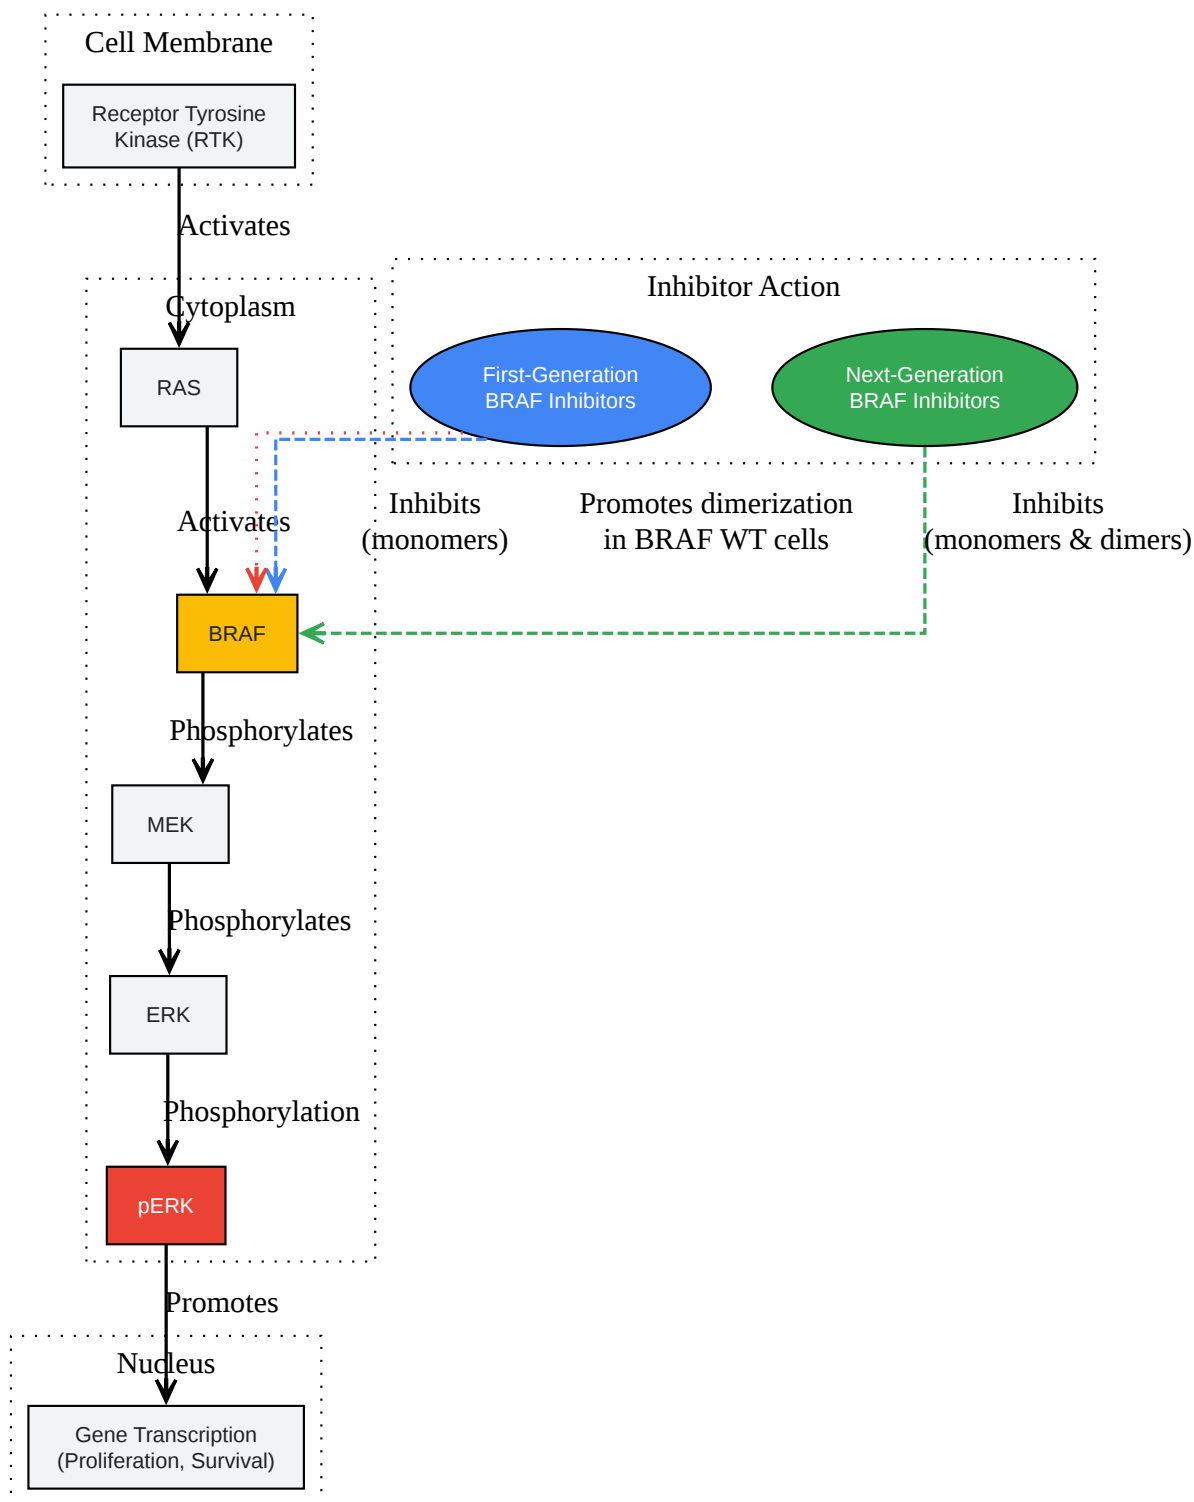 Cell Membrane
Receptor Tyrosine
Kinase (RTK)
Activates
Cytoplasm
Inhibitor Action
RAS
First-Generation
BRAF Inhibitors
Next-Generation
BRAF Inhibitors
Activates
Inhibits
(monomers)
Promotes dimerization
in BRAF WT cells
Inhibits
(monomers & dimers)
BRAF
Phosphorylates
MEK
Phosphorylates
ERK
Phosphorylation
pERK
Promotes
Nucleus
Gene Transcription
(Proliferation, Survival)